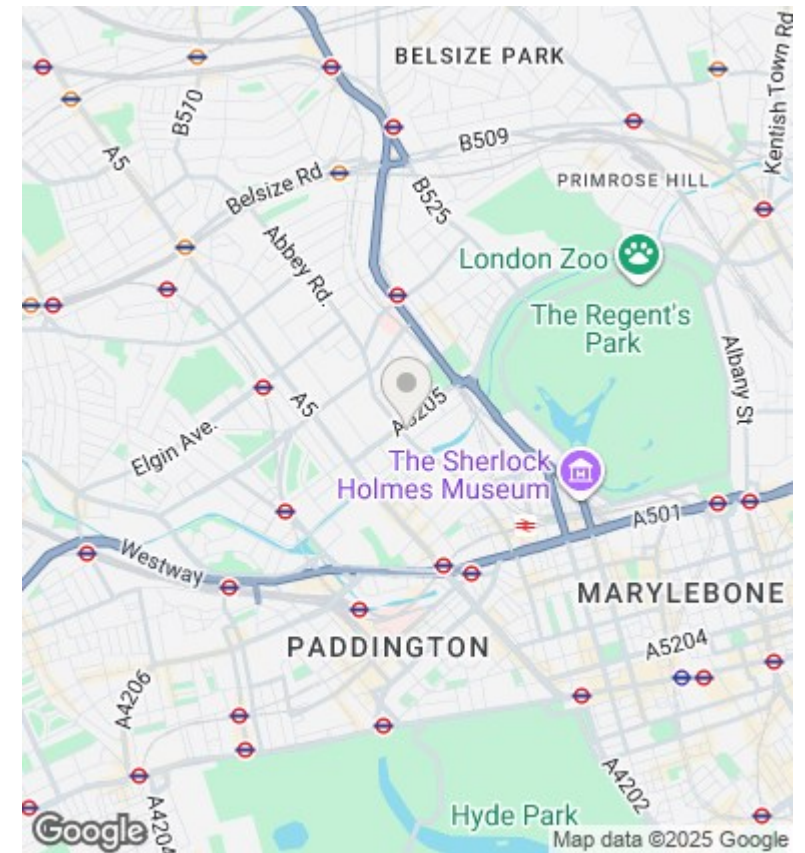 BELSIZE PARK
Kentish Town Rd
B570
A5
B509
Belsize Rd
B525
PRIMROSE HILL
Abbey Rd.
London Zoo
The Regent's
Park
Albany St
A5
A5205
Elgin Ave.
The Sherlock
Holmes Museum
A501
Westway
MARYLEBONE
PADDINGTON
A5204
A4206
A4202
A4204
Hyde Park
Google
Map data ©2025 Google